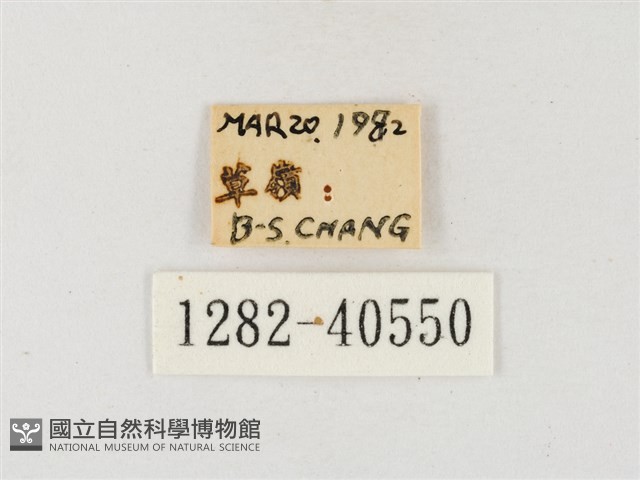 MAR 20. 1982
草嶺：
B-S. CHANG
1282-40550
國立自然科學博物館
NATIONAL MUSEUM OF NATURAL SCIENCE